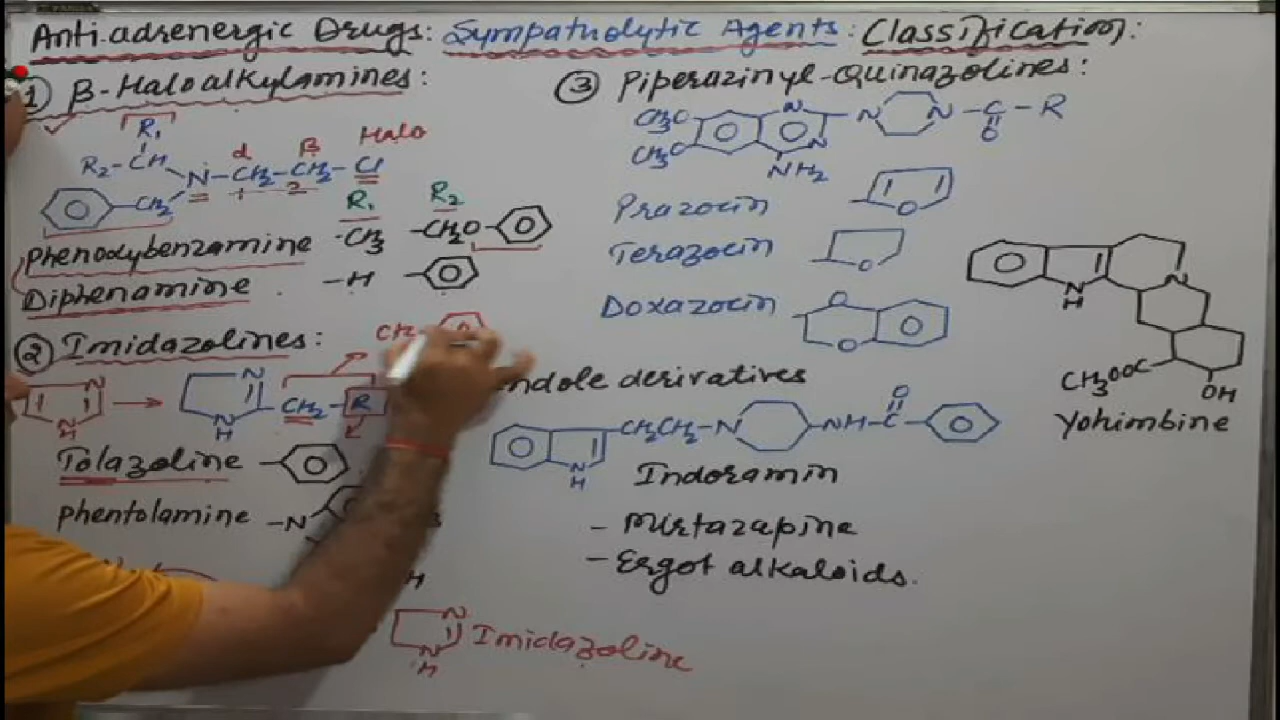 Anti-adrenergic Drugs: Sympatholytic Agents: Classification:
① β-Haloalkylamines:
R₁
R₂-CH
N-CH₂-CH₂-Cl
α β Halo
1 2
CH₂
R₁ R₂
Phenoxybenzamine -CH₃ -CH₂O-
Diphenamine -H
② Imidazolines:
CH₂
N
N
H
N
N
H
CH₂-R
Tolazoline
Phentolamine -N
H
N
N
H
Imidazoline
③ Piperazinyl-Quinazolines:
CH₃O
CH₃O
N
N
NH₂
N N-C-R
O
Prazocin
O
Terazocin
O
Doxazocin
O
O
ndole derivatives
N
H
CH₂CH₂-N -NH-C-
O
Indoramin
- Mirtazapine
- Ergot alkaloids.
N
H
N
CH₃OOC
OH
Yohimbine